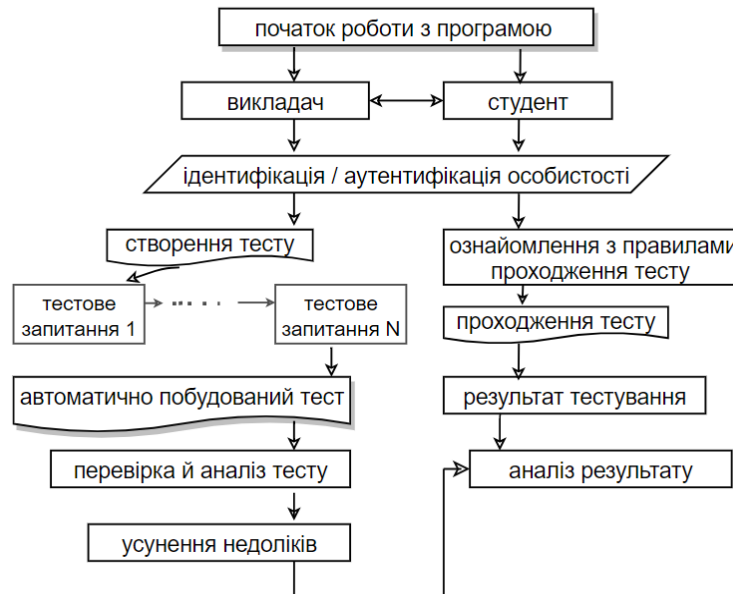 початок роботи з програмою
викладач
студент
ідентифікація / аутентифікація особистості
створення тесту
ознайомлення з правилами
проходження тесту
тестове
запитання 1
тестове
запитання N
проходження тесту
автоматично побудований тест
результат тестування
перевірка й аналіз тесту
аналіз результату
усунення недоліків